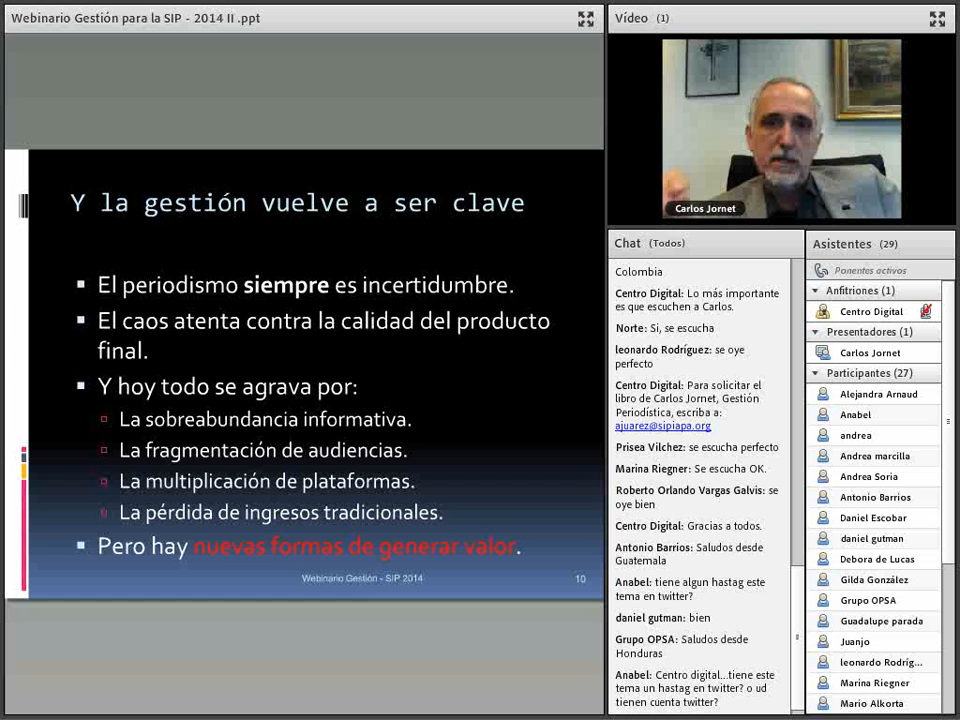 Webinario Gestión para la SIP - 2014 II .ppt
Y la gestión vuelve a ser clave
El periodismo siempre es incertidumbre.
El caos atenta contra la calidad del producto
final.
Y hoy todo se agrava por:
La sobreabundancia informativa.
La fragmentación de audiencias.
La multiplicación de plataformas.
La pérdida de ingresos tradicionales.
Pero hay nuevas formas de generar valor.
Webinario Gestión - SIP 2014
10
Vídeo (1)
Carlos Jornet
Chat (Todos)
Colombia
Centro Digital: Lo más importante
es que escuchen a Carlos.
Norte: Si, se escucha
leonardo Rodríguez: se oye
perfecto
Centro Digital: Para solicitar el
libro de Carlos Jornet, Gestión
Periodística, escriba a:
ajuarez@sipiapa.org
Prisea Vilchez: se escucha perfecto
Marina Riegner: Se escucha OK.
Roberto Orlando Vargas Galvis: se
oye bien
Centro Digital: Gracias a todos.
Antonio Barrios: Saludos desde
Guatemala
Anabel: tiene algun hastag este
tema en twitter?
daniel gutman: bien
Grupo OPSA: Saludos desde
Honduras
Anabel: Centro digital...tiene este
tema un hastag en twitter? o ud
tienen cuenta twitter?
Asistentes (29)
Ponentes activos
Anfitriones (1)
Centro Digital
Presentadores (1)
Carlos Jornet
Participantes (27)
Alejandra Arnaud
Anabel
andrea
Andrea marcilla
Andrea Soria
Antonio Barrios
Daniel Escobar
daniel gutman
Debora de Lucas
Gilda González
Grupo OPSA
Guadalupe parada
Juanjo
leonardo Rodríg...
Marina Riegner
Mario Alkorta